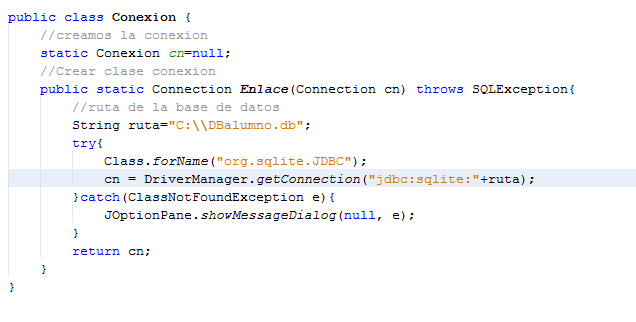 public class Conexion {
//creamos la conexion
static Conexion cn=null;
//Crear clase conexion
public static Connection Enlace(Connection cn) throws SQLException{
//ruta de la base de datos
String ruta="C:\\DBalumno.db";
try{
Class.forName("org.sqlite.JDBC");
cn = DriverManager.getConnection("jdbc:sqlite:"+ruta);
}catch(ClassNotFoundException e){
JOptionPane.showMessageDialog(null, e);
}
return cn;
}
}